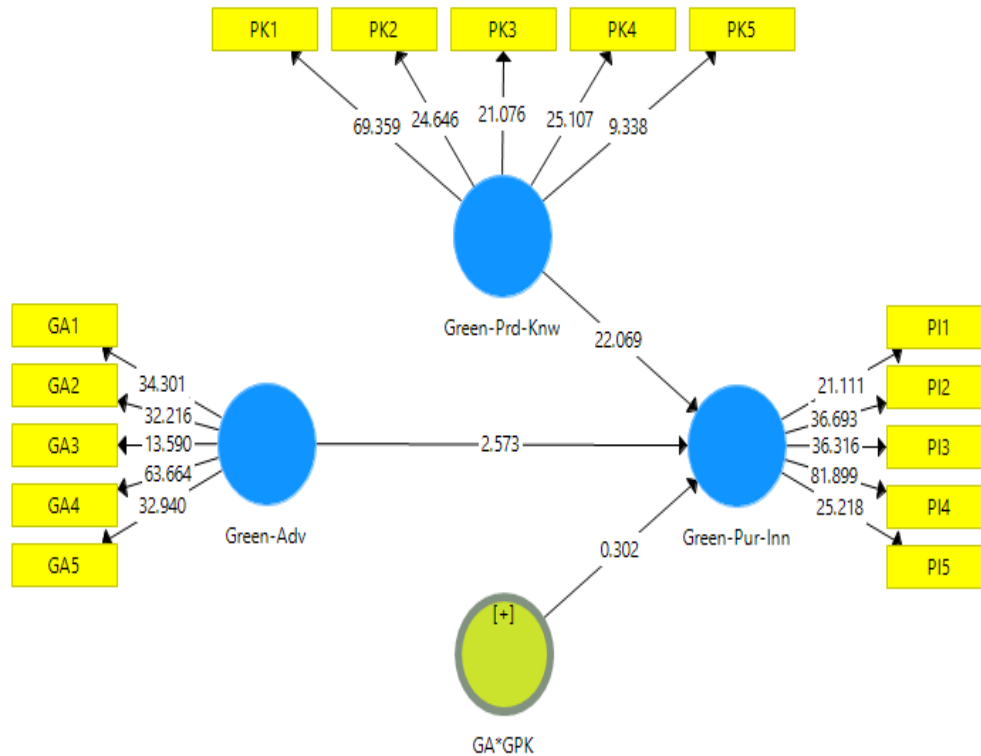 PK1 PK2 PK3 PK4 PK5
69.359 24.646 21.076 25.107 9.338
Green-Prd-Knw
22.069
GA1
GA2
GA3
GA4
GA5
34.301
32.216
13.590
63.664
32.940
Green-Adv
2.573
PI1
PI2
PI3
PI4
PI5
21.111
36.693
36.316
81.899
25.218
Green-Pur-Inn
0.302
[+]
GA*GPK